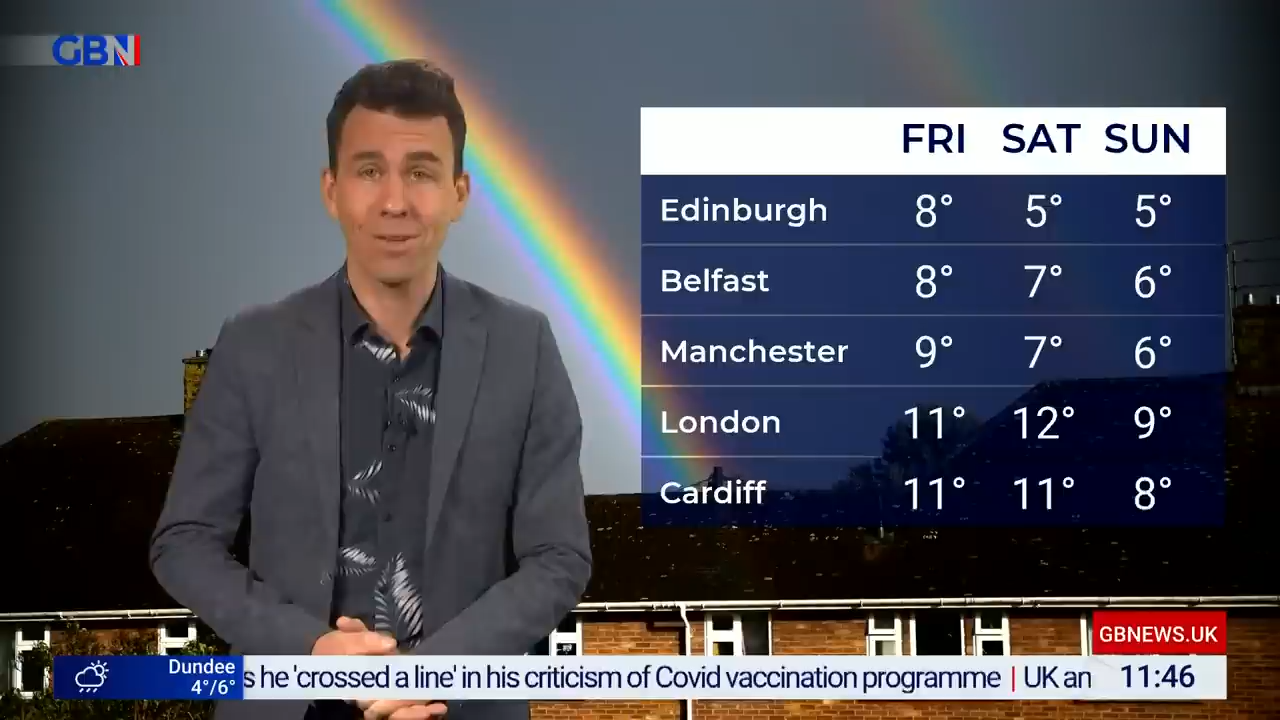 GBN
FRI SAT SUN
Edinburgh 8° 5° 5°
Belfast 8° 7° 6°
Manchester 9° 7° 6°
London 11° 12° 9°
Cardiff 11° 11° 8°
GBNEWS.UK
Dundee
4°/6°
s he 'crossed a line' in his criticism of Covid vaccination programme | UK an
11:46